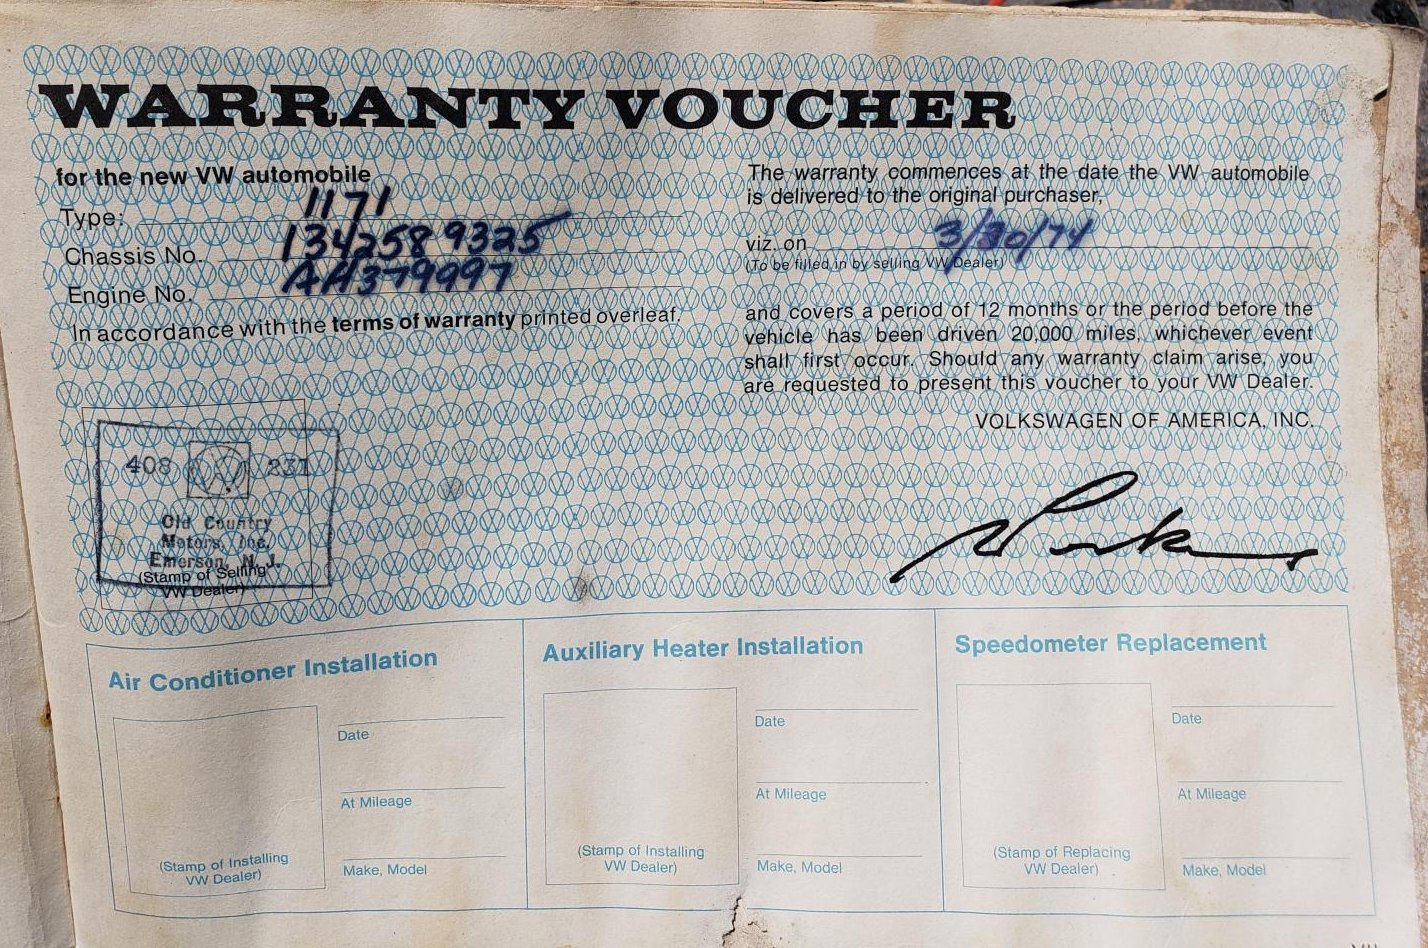 WARRANTY VOUCHER
for the new VW automobile
Type: 1171
Chassis No. 1342589325
Engine No. AH379997
In accordance with the terms of warranty printed overleaf.
408 231
Old Country
Motors, Inc.
Emerson, N. J.
(Stamp of Selling
VW Dealer)
The warranty commences at the date the VW automobile
is delivered to the original purchaser,
viz. on 3/20/74
(To be filled in by selling VW Dealer)
and covers a period of 12 months or the period before the
vehicle has been driven 20,000 miles, whichever event
shall first occur. Should any warranty claim arise, you
are requested to present this voucher to your VW Dealer.
VOLKSWAGEN OF AMERICA, INC.
Air Conditioner Installation
Date
At Mileage
(Stamp of Installing
VW Dealer)
Make, Model
Auxiliary Heater Installation
Date
At Mileage
(Stamp of Installing
VW Dealer)
Make, Model
Speedometer Replacement
Date
At Mileage
(Stamp of Replacing
VW Dealer)
Make, Model